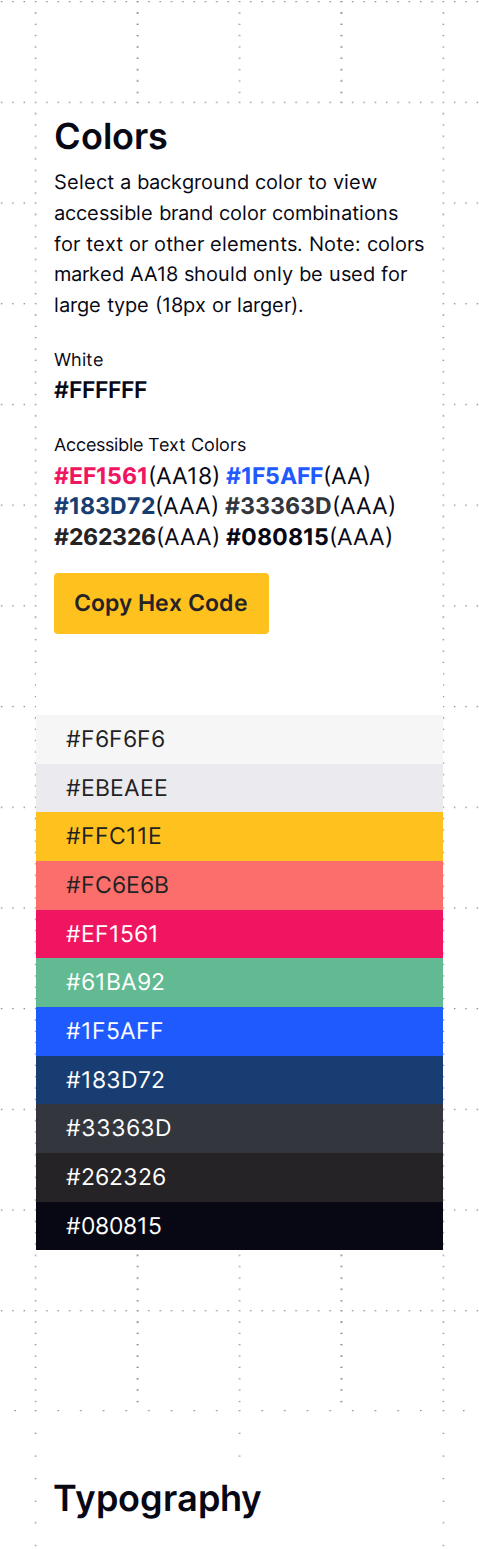 Colors
Select a background color to view
accessible brand color combinations
for text or other elements. Note: colors
marked AA18 should only be used for
large type (18px or larger).
White
#FFFFFF
Accessible Text Colors
#EF1561(AA18) #1F5AFF(AA)
#183D72(AAA) #33363D(AAA)
#262326(AAA) #080815(AAA)
Copy Hex Code
#F6F6F6
#EBEAEE
#FFC11E
#FC6E6B
#EF1561
#61BA92
#1F5AFF
#183D72
#33363D
#262326
#080815
Typography